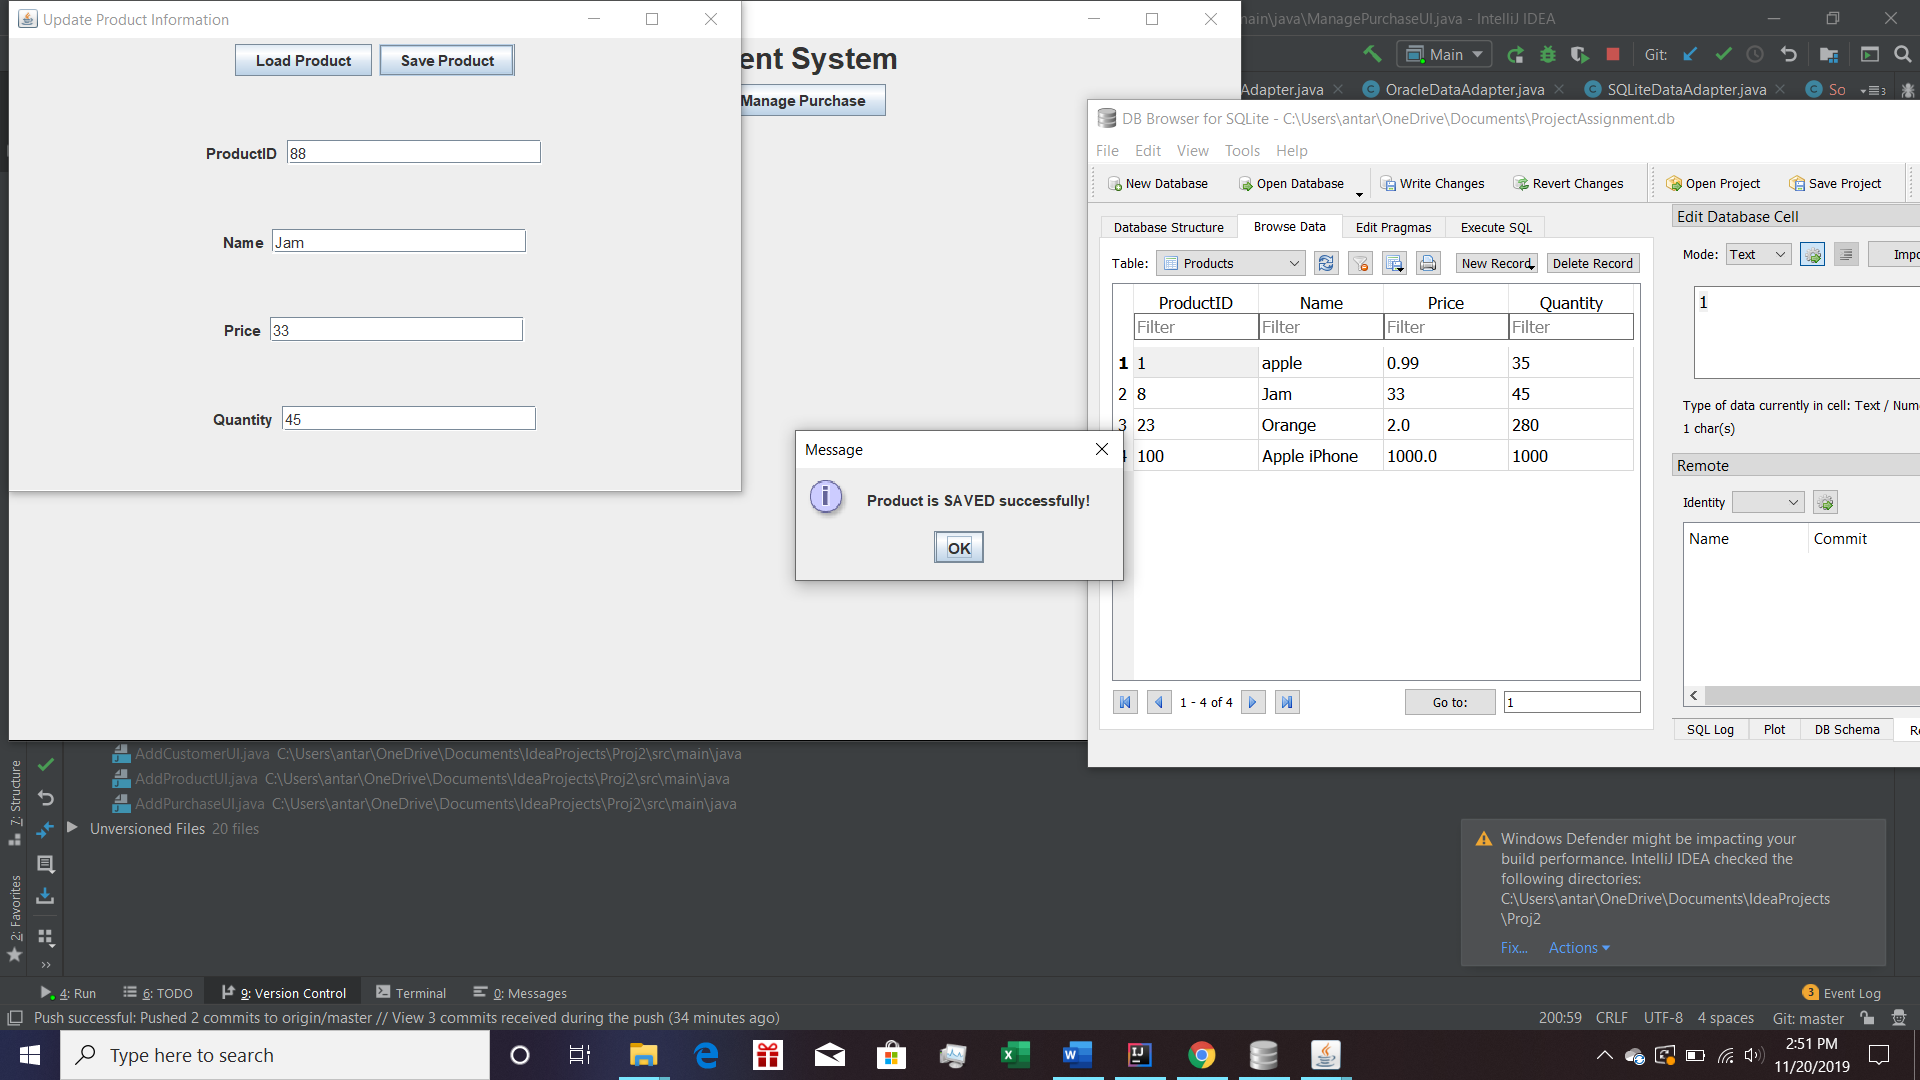 Update Product Information
Load Product
Save Product
ProductID 88
Name Jam
Price 33
Quantity 45
ent System
Manage Purchase
Message
Product is SAVED successfully!
OK
main\java\ManagePurchaseUI.java - IntelliJ IDEA
Main
Git:
Adapter.java
OracleDataAdapter.java
SQLiteDataAdapter.java
So
3
DB Browser for SQLite - C:\Users\antar\OneDrive\Documents\ProjectAssignment.db
File Edit View Tools Help
New Database Open Database Write Changes Revert Changes Open Project Save Project
Database Structure Browse Data Edit Pragmas Execute SQL
Table: Products New Record Delete Record
ProductID Name Price Quantity
Filter Filter Filter Filter
1 1 apple 0.99 35
2 8 Jam 33 45
3 23 Orange 2.0 280
4 100 Apple iPhone 1000.0 1000
1 - 4 of 4 Go to: 1
Edit Database Cell
Mode: Text Impo
1
Type of data currently in cell: Text / Num
1 char(s)
Remote
Identity
Name Commit
SQL Log Plot DB Schema Re
7: Structure
2: Favorites
AddCustomerUI.java C:\Users\antar\OneDrive\Documents\IdeaProjects\Proj2\src\main\java
AddProductUI.java C:\Users\antar\OneDrive\Documents\IdeaProjects\Proj2\src\main\java
AddPurchaseUI.java C:\Users\antar\OneDrive\Documents\IdeaProjects\Proj2\src\main\java
Unversioned Files 20 files
Windows Defender might be impacting your
build performance. IntelliJ IDEA checked the
following directories:
C:\Users\antar\OneDrive\Documents\IdeaProjects
\Proj2
Fix... Actions
4: Run 6: TODO 9: Version Control Terminal 0: Messages 3 Event Log
Push successful: Pushed 2 commits to origin/master // View 3 commits received during the push (34 minutes ago) 200:59 CRLF UTF-8 4 spaces Git: master
Type here to search
2:51 PM
11/20/2019